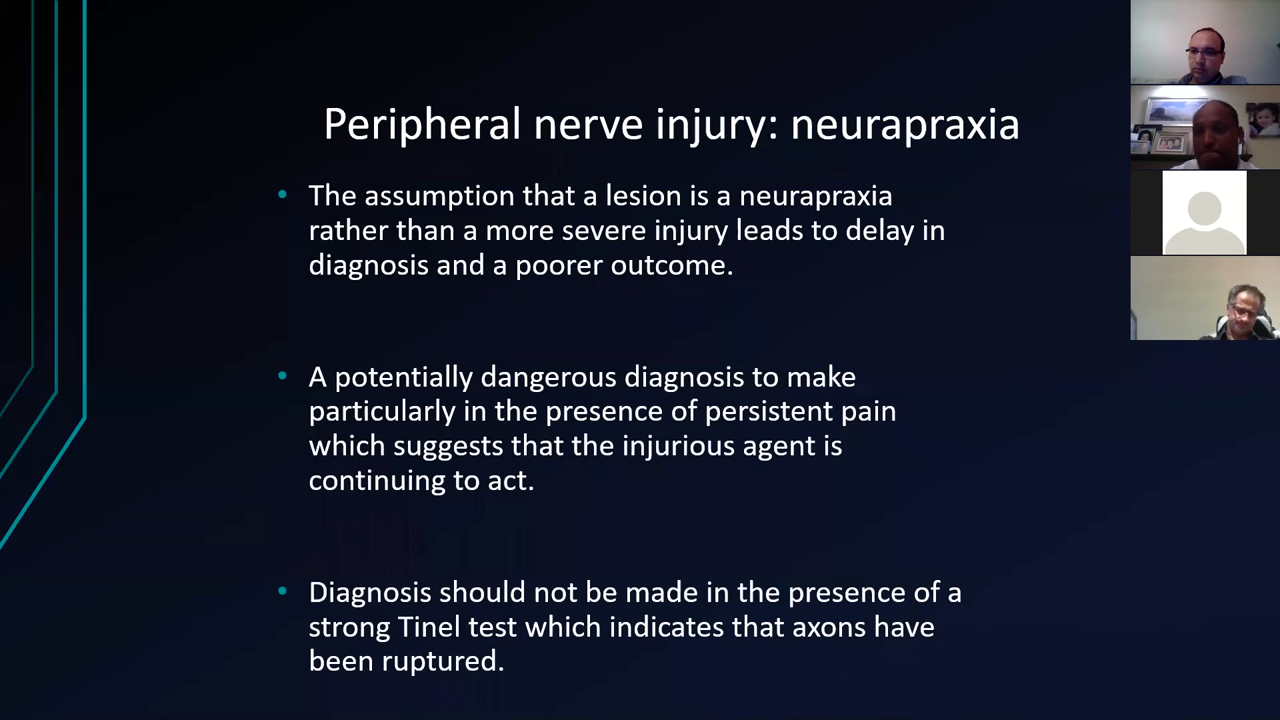 Peripheral nerve injury: neurapraxia
• The assumption that a lesion is a neurapraxia
rather than a more severe injury leads to delay in
diagnosis and a poorer outcome.
• A potentially dangerous diagnosis to make
particularly in the presence of persistent pain
which suggests that the injurious agent is
continuing to act.
• Diagnosis should not be made in the presence of a
strong Tinel test which indicates that axons have
been ruptured.